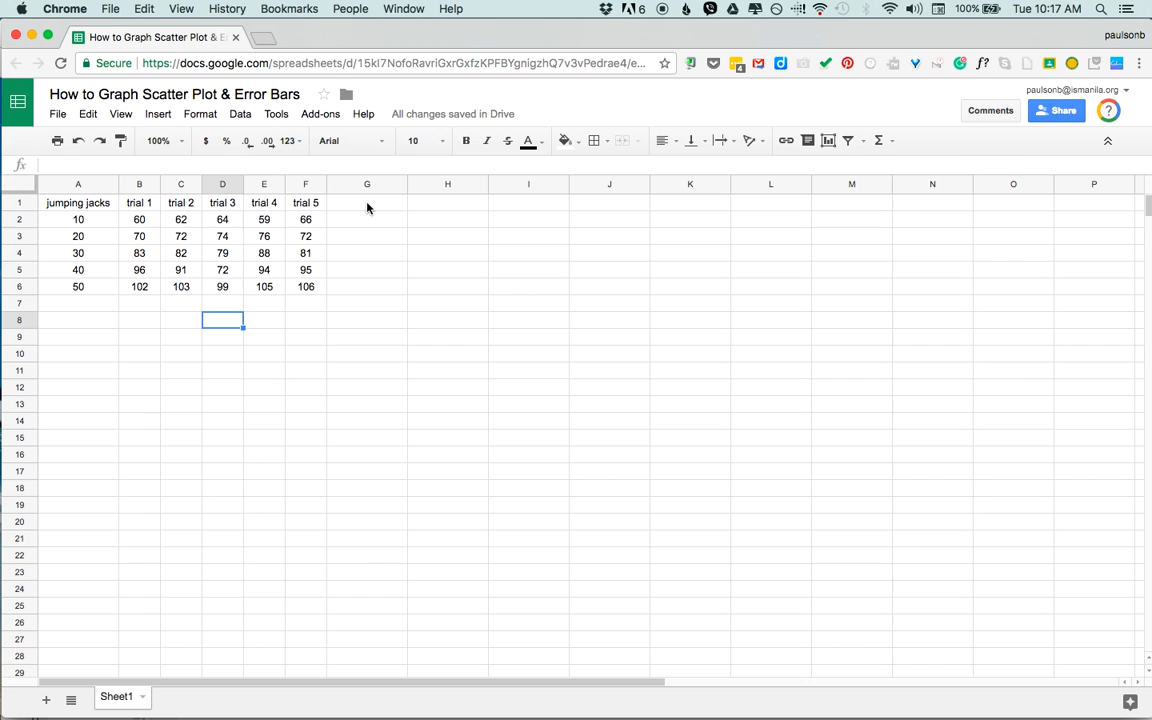 Chrome File Edit View History Bookmarks People Window Help 6 100% Tue 10:17 AM
How to Graph Scatter Plot & E paulsonb
Secure https://docs.google.com/spreadsheets/d/15kI7NofoRavriGxrGxfzKPFBYgnigzhQ7v3vPedrae4/e... 4 f?
How to Graph Scatter Plot & Error Bars paulsonb@ismanila.org
File Edit View Insert Format Data Tools Add-ons Help All changes saved in Drive Comments Share
100% $ % .0 .00 123 Arial 10 B I S A Σ
fx
A B C D E F G H I J K L M N O P
1 jumping jacks trial 1 trial 2 trial 3 trial 4 trial 5
2 10 60 62 64 59 66
3 20 70 72 74 76 72
4 30 83 82 79 88 81
5 40 96 91 72 94 95
6 50 102 103 99 105 106
7
8
9
10
11
12
13
14
15
16
17
18
19
20
21
22
23
24
25
26
27
28
29
+ Sheet1